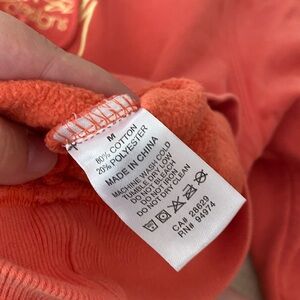 M
80% COTTON
20% POLYESTER
MADE IN CHINA
MACHINE WASH COLD
TUMBLE DRY LOW
DO NOT BLEACH
DO NOT IRON
DO NOT DRY CLEAN
CA# 28629
RN# 94974